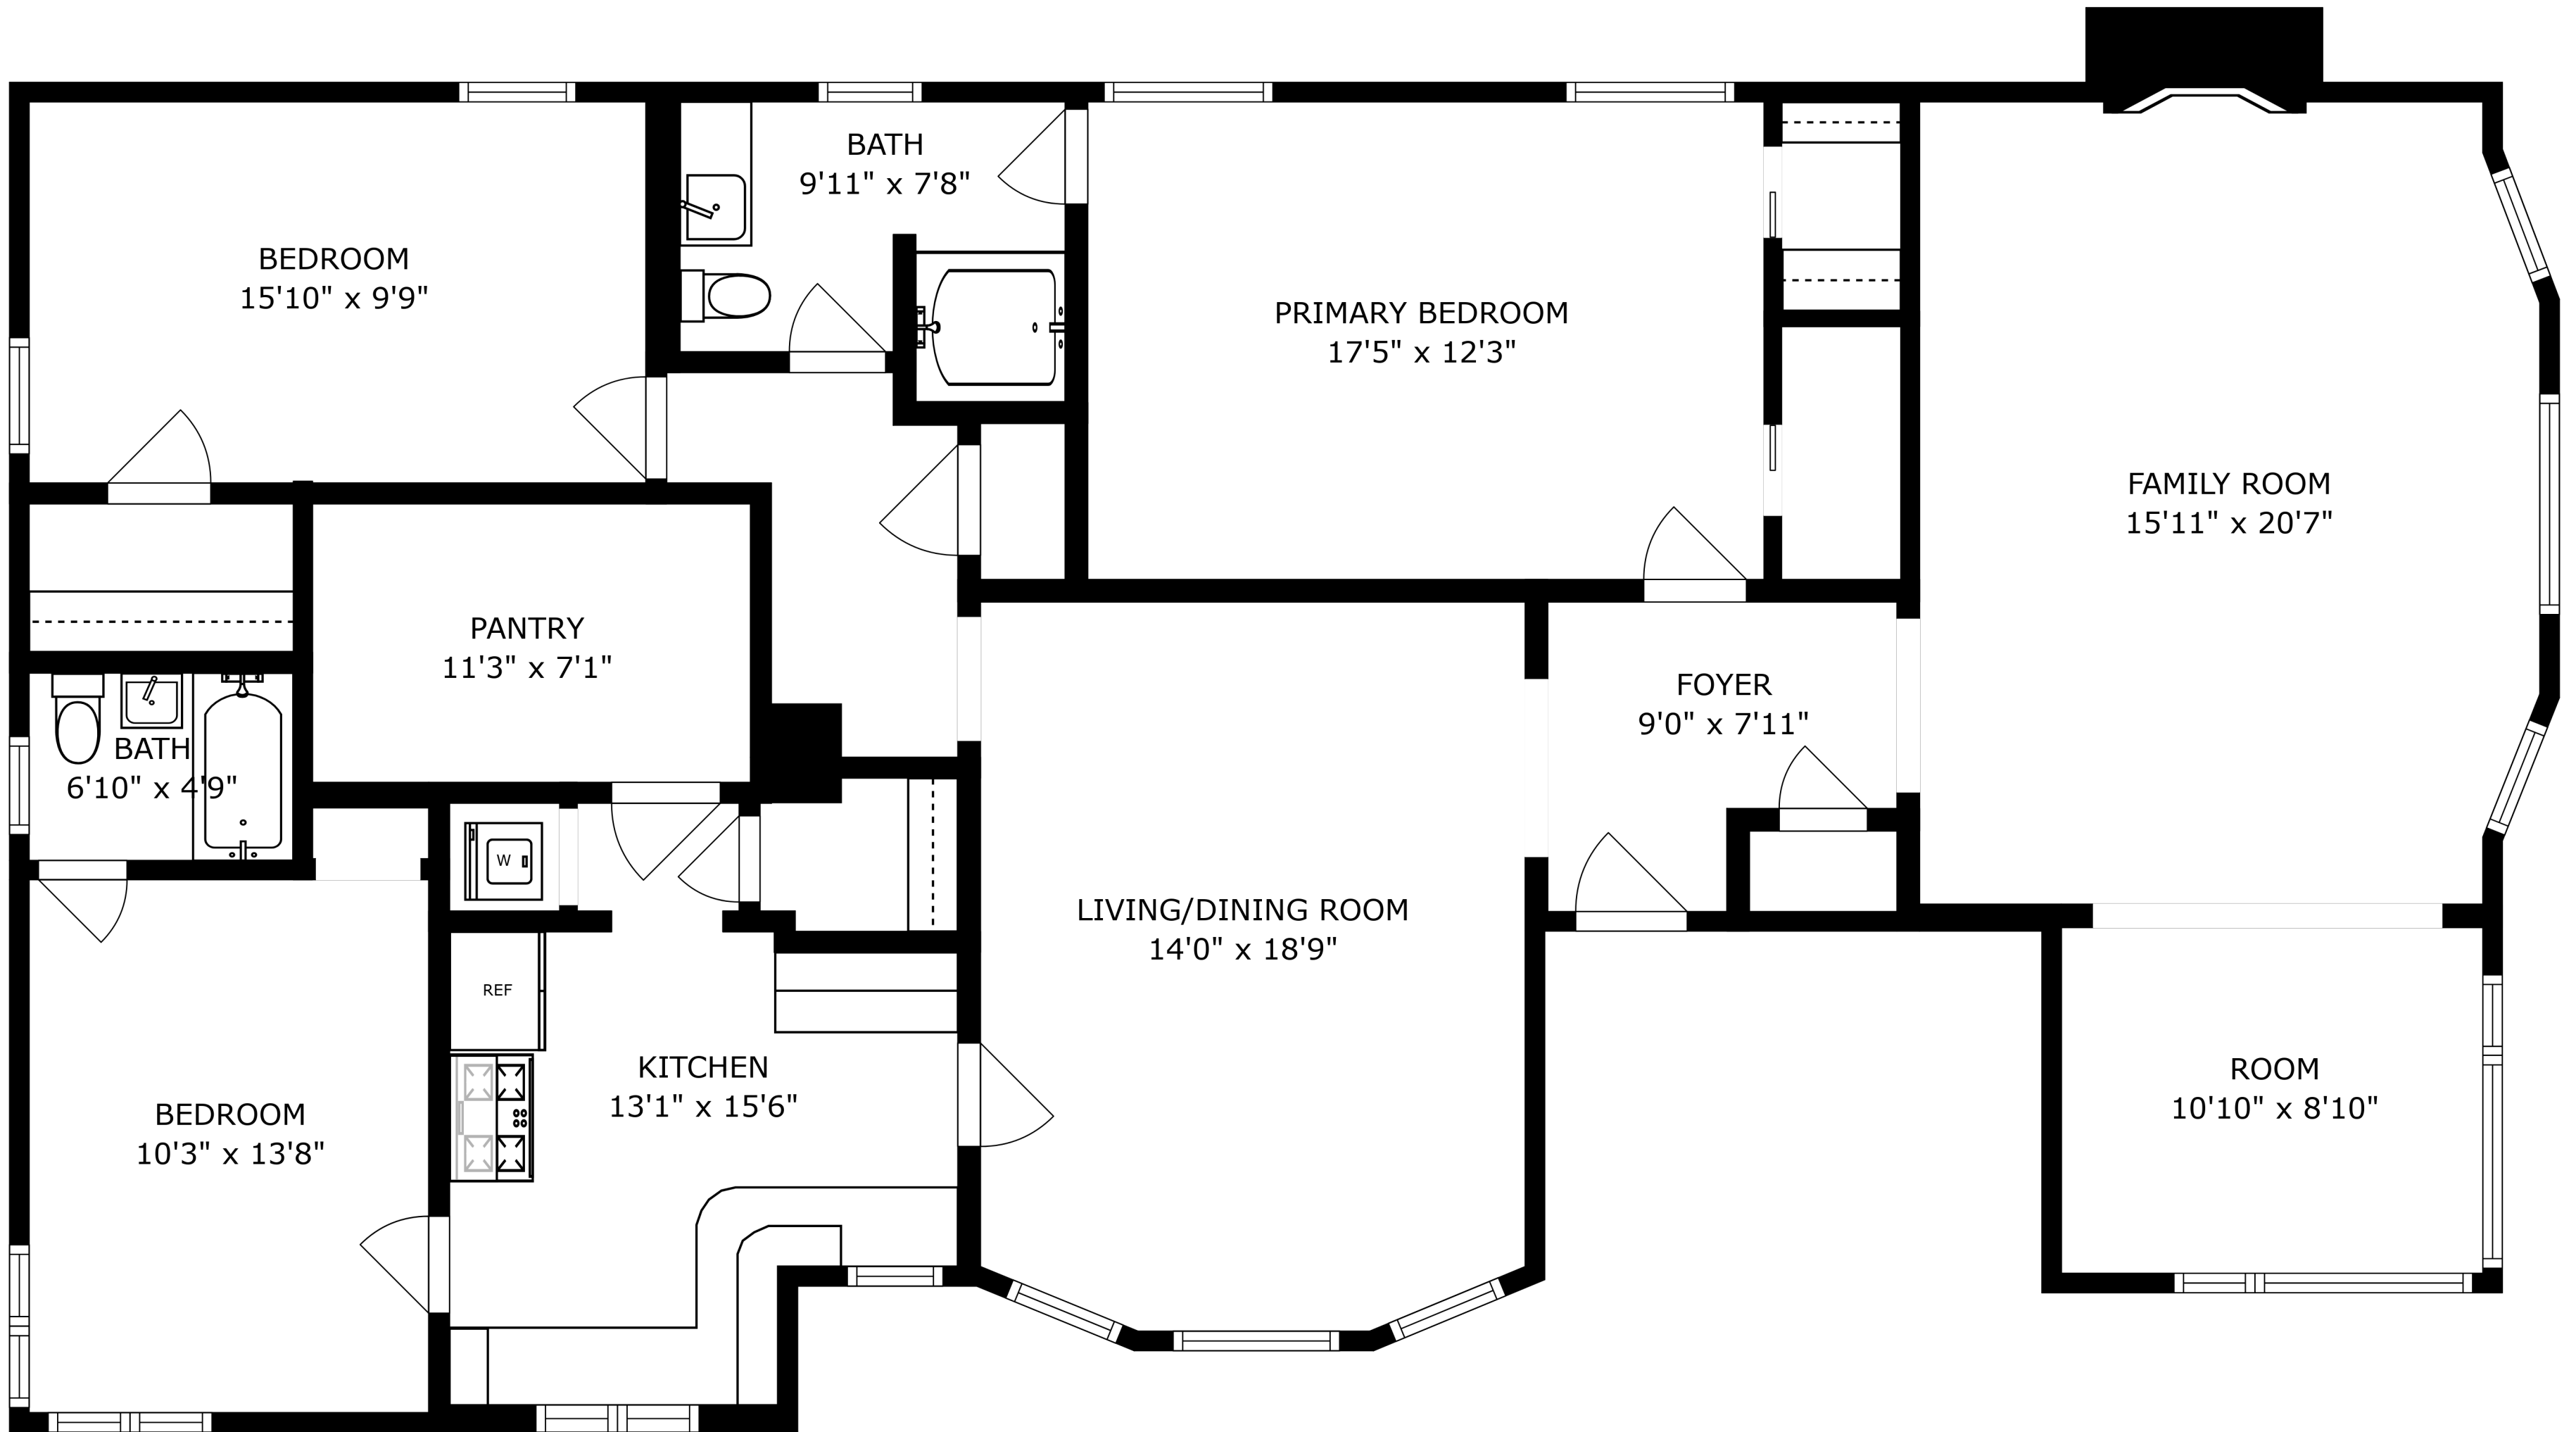 BATH
9'11" x 7'8"
BEDROOM
15'10" x 9'9"
PRIMARY BEDROOM
17'5" x 12'3"
FAMILY ROOM
15'11" x 20'7"
PANTRY
11'3" x 7'1"
FOYER
9'0" x 7'11"
BATH
6'10" x 4'9"
W
LIVING/DINING ROOM
14'0" x 18'9"
REF
KITCHEN
13'1" x 15'6"
ROOM
10'10" x 8'10"
BEDROOM
10'3" x 13'8"